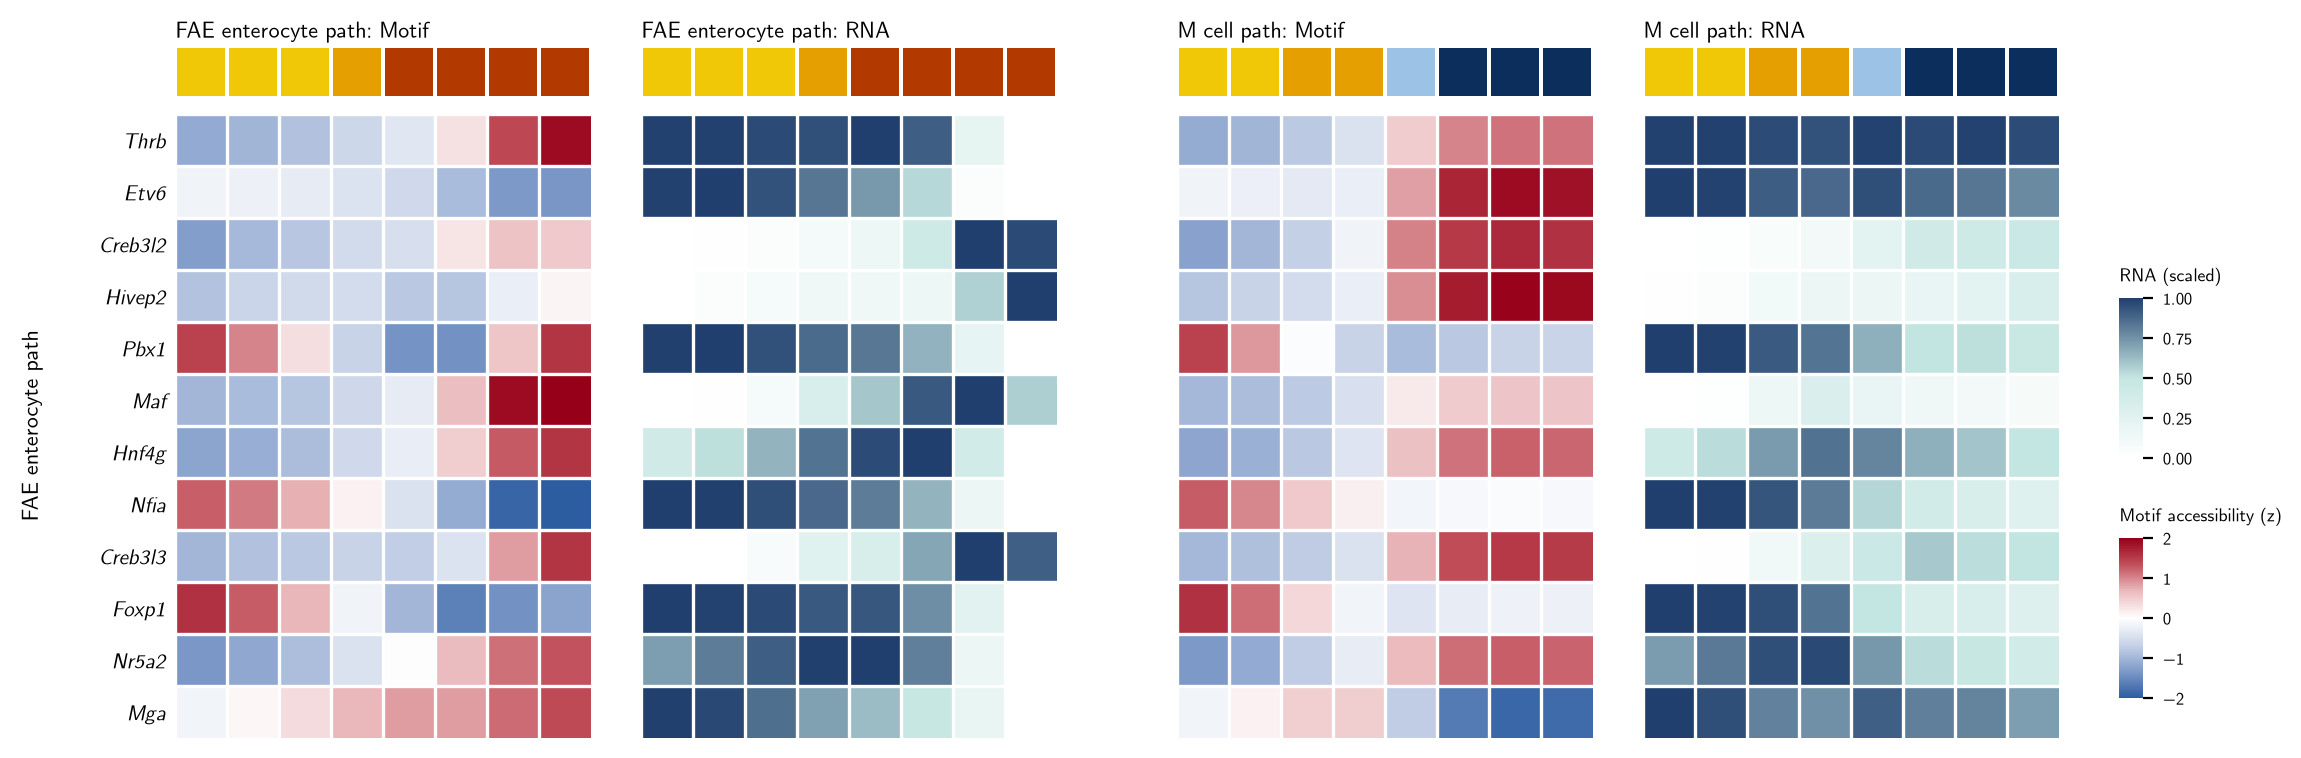 FAE enterocyte path: Motif
FAE enterocyte path: RNA
M cell path: Motif
M cell path: RNA
FAE enterocyte path
Thrb
Etv6
Creb3l2
Hivep2
Pbx1
Maf
Hnf4g
Nfia
Creb3l3
Foxp1
Nr5a2
Mga
RNA (scaled)
1.00
0.75
0.50
0.25
0.00
Motif accessibility (z)
2
1
0
−1
−2